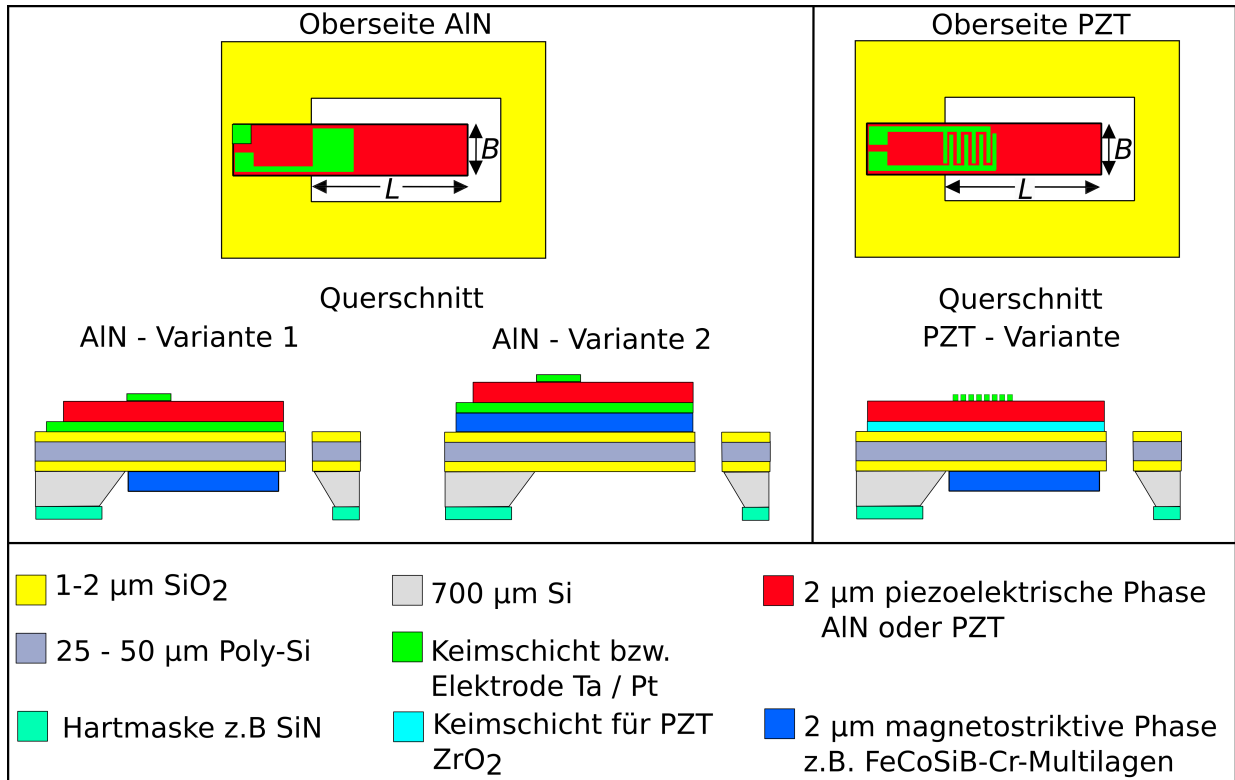 Oberseite AlN
B
L
Oberseite PZT
B
L
Querschnitt
AlN - Variante 1
AlN - Variante 2
Querschnitt
PZT - Variante
1-2 µm SiO2
25 - 50 µm Poly-Si
Hartmaske z.B SiN
700 µm Si
Keimschicht bzw.
Elektrode Ta / Pt
Keimschicht für PZT
ZrO2
2 µm piezoelektrische Phase
AlN oder PZT
2 µm magnetostriktive Phase
z.B. FeCoSiB-Cr-Multilagen